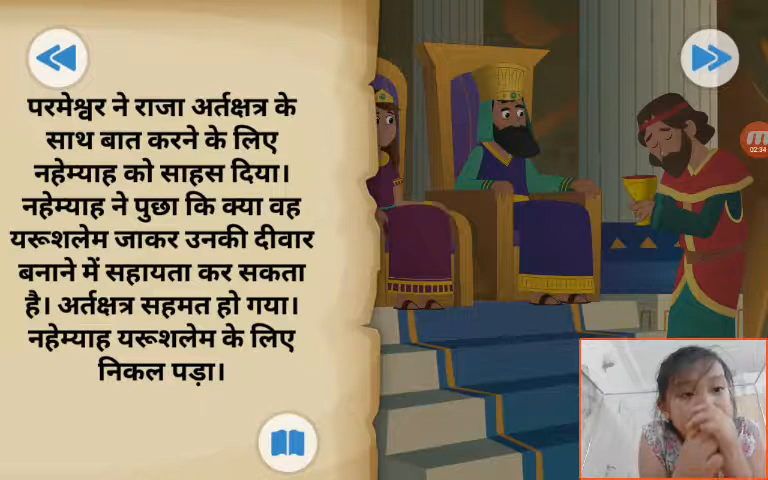 परमेश्वर ने राजा अर्तक्षत्र के
साथ बात करने के लिए
नहेम्याह को साहस दिया।
नहेम्याह ने पुछा कि क्या वह
यरूशलेम जाकर उनकी दीवार
बनाने में सहायता कर सकता
है। अर्तक्षत्र सहमत हो गया।
नहेम्याह यरूशलेम के लिए
निकल पड़ा।
02:34